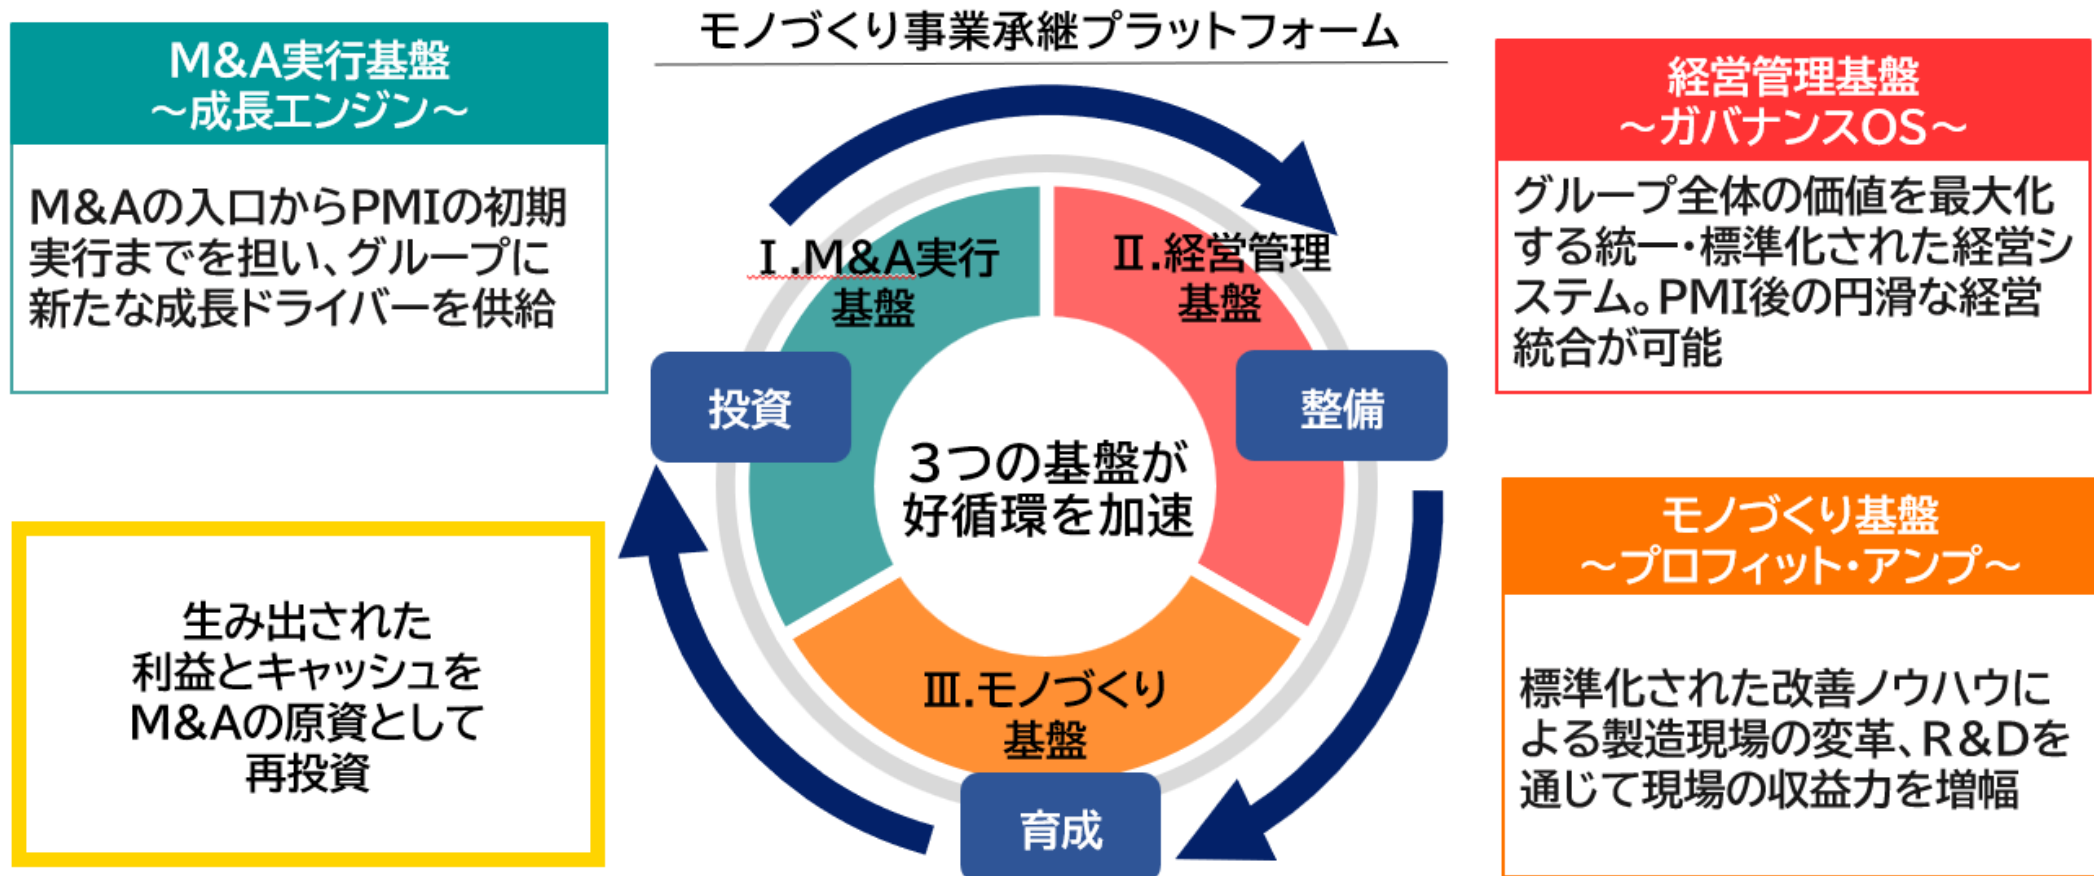 モノづくり事業承継プラットフォーム
M&A実行基盤
～成長エンジン～
M&Aの入口からPMIの初期
実行までを担い、グループに
新たな成長ドライバーを供給
経営管理基盤
～ガバナンスOS～
グループ全体の価値を最大化
する統一・標準化された経営シ
ステム。PMI後の円滑な経営
統合が可能
Ⅰ.M&A実行
基盤
Ⅱ.経営管理
基盤
投資
整備
3つの基盤が
好循環を加速
Ⅲ.モノづくり
基盤
育成
生み出された
利益とキャッシュを
M&Aの原資として
再投資
モノづくり基盤
～プロフィット・アンプ～
標準化された改善ノウハウに
よる製造現場の変革、R&Dを
通じて現場の収益力を増幅